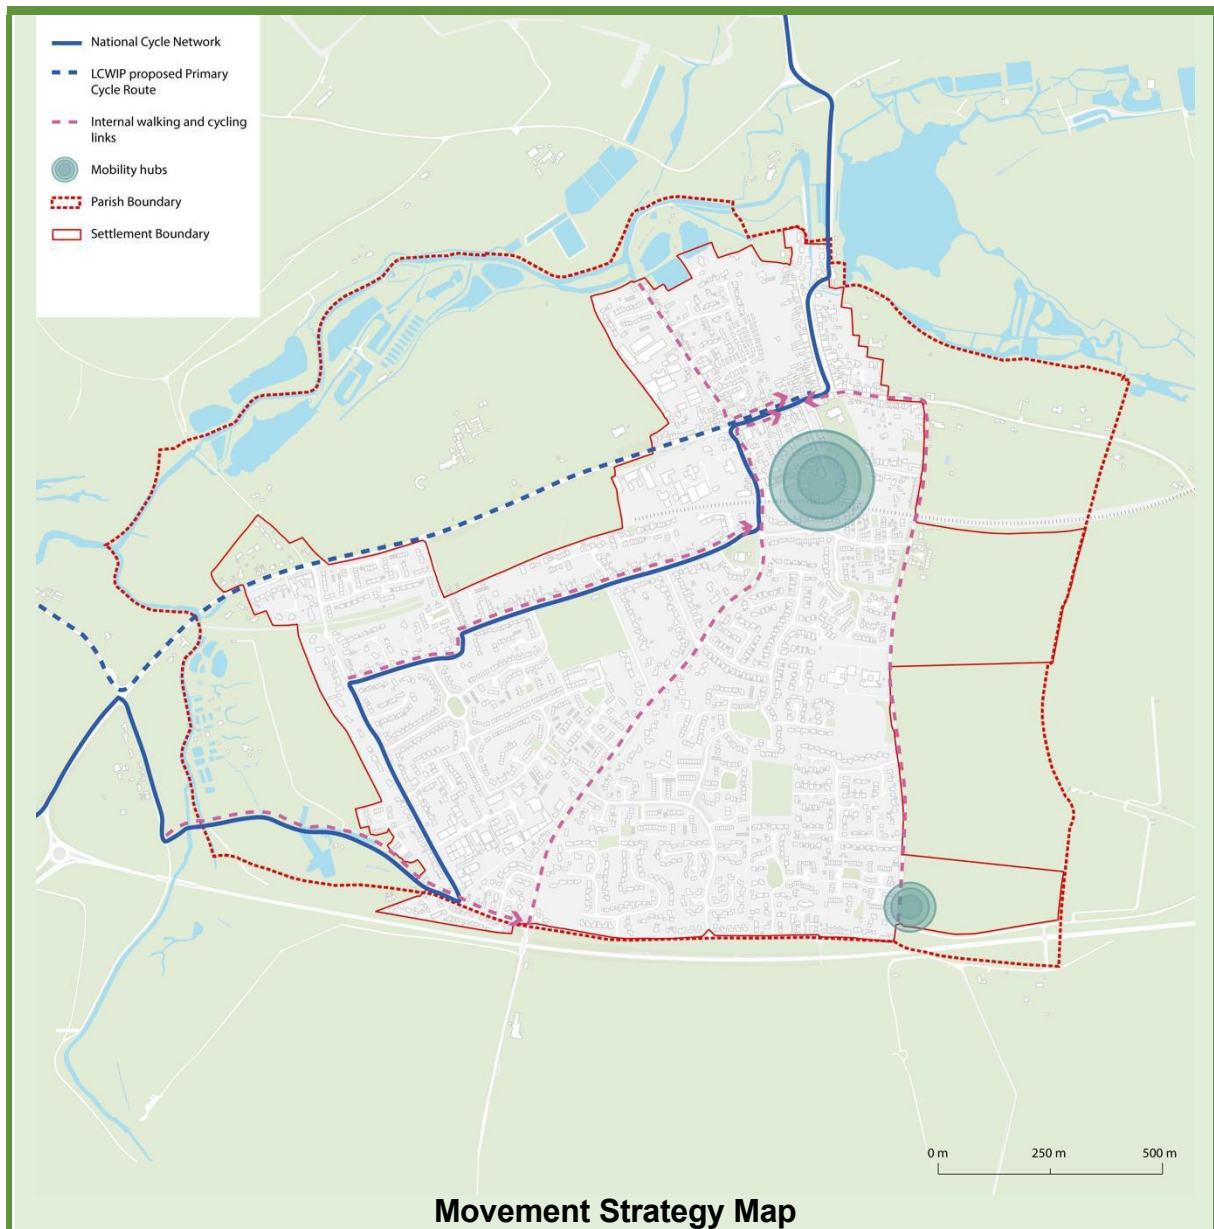 National Cycle Network
LCWIP proposed Primary
Cycle Route
Internal walking and cycling
links
Mobility hubs
Parish Boundary
Settlement Boundary
0 m
250 m
500 m
Movement Strategy Map